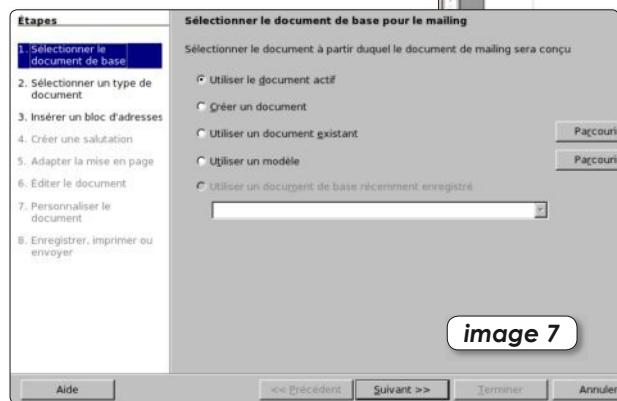 Étapes
1. Sélectionner le
document de base
2. Sélectionner un type de
document
3. Insérer un bloc d'adresses
4. Créer une salutation
5. Adapter la mise en page
6. Éditer le document
7. Personnaliser le
document
8. Enregistrer, imprimer ou
envoyer
Sélectionner le document de base pour le mailing
Sélectionner le document à partir duquel le document de mailing sera conçu
Utiliser le document actif
Créer un document
Utiliser un document existant
Parcouri
Utiliser un modèle
Parcouri
Utiliser un document de base récemment enregistré
image 7
Aide
<< Précédent
Suivant >>
Terminer
Annuler